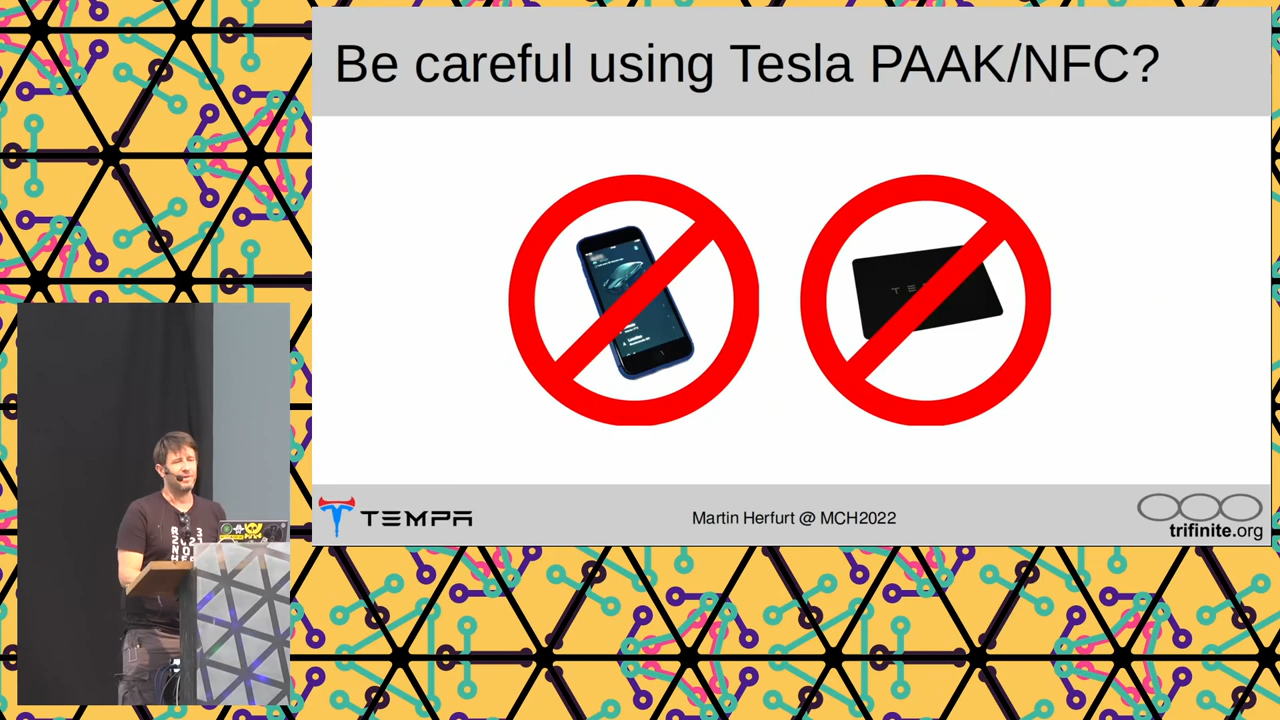 Be careful using Tesla PAAK/NFC?
TEMPA
Martin Herfurt @ MCH2022
trifinite.org